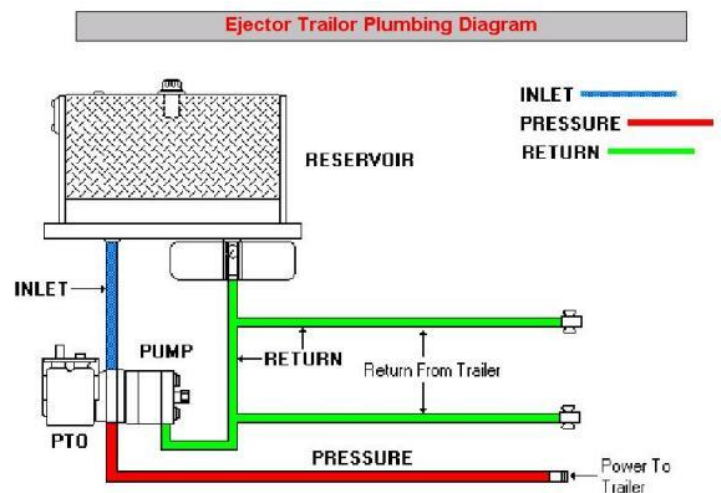 Ejector Trailor Plumbing Diagram
INLET
PRESSURE
RETURN
RESERVOIR
INLET
PUMP
RETURN
Return From Trailer
PTO
PRESSURE
Power To
Trailer